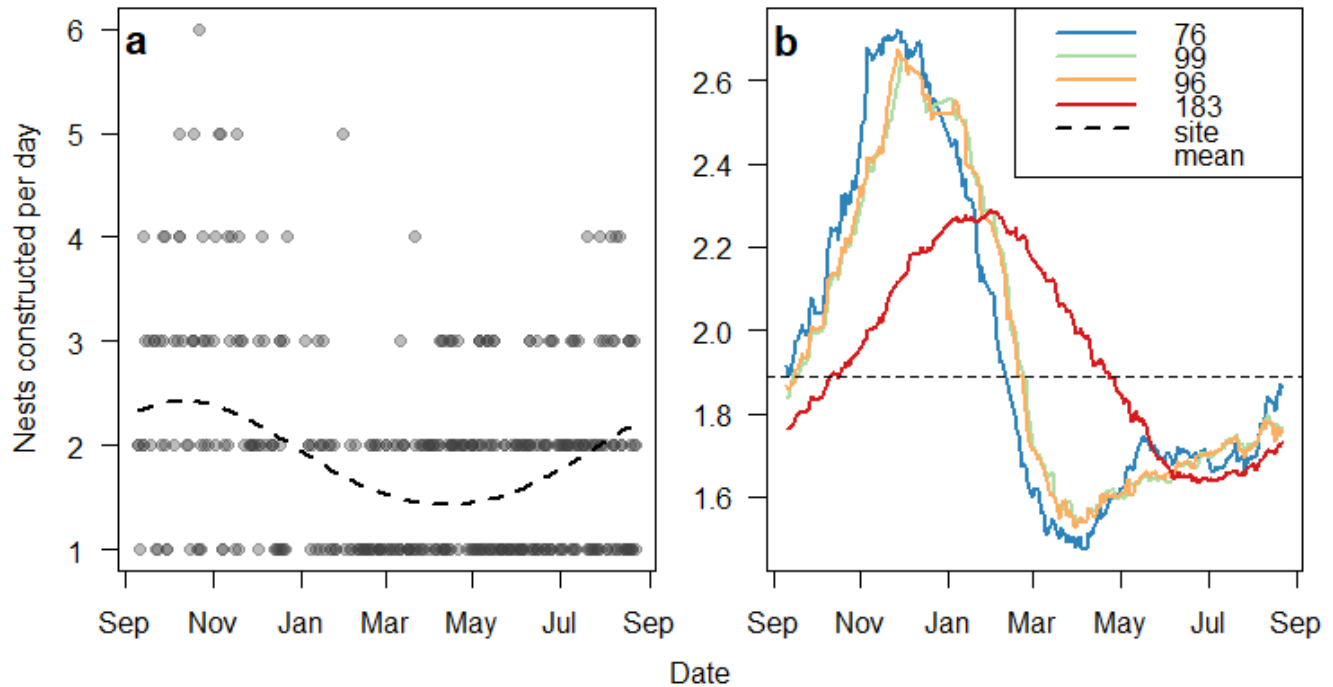 a
Nests constructed per day
6
5
4
3
2
1
Sep Nov Jan Mar May Jul Sep
b
76
99
96
183
site
mean
2.6
2.4
2.2
2.0
1.8
1.6
Sep Nov Jan Mar May Jul Sep
Date